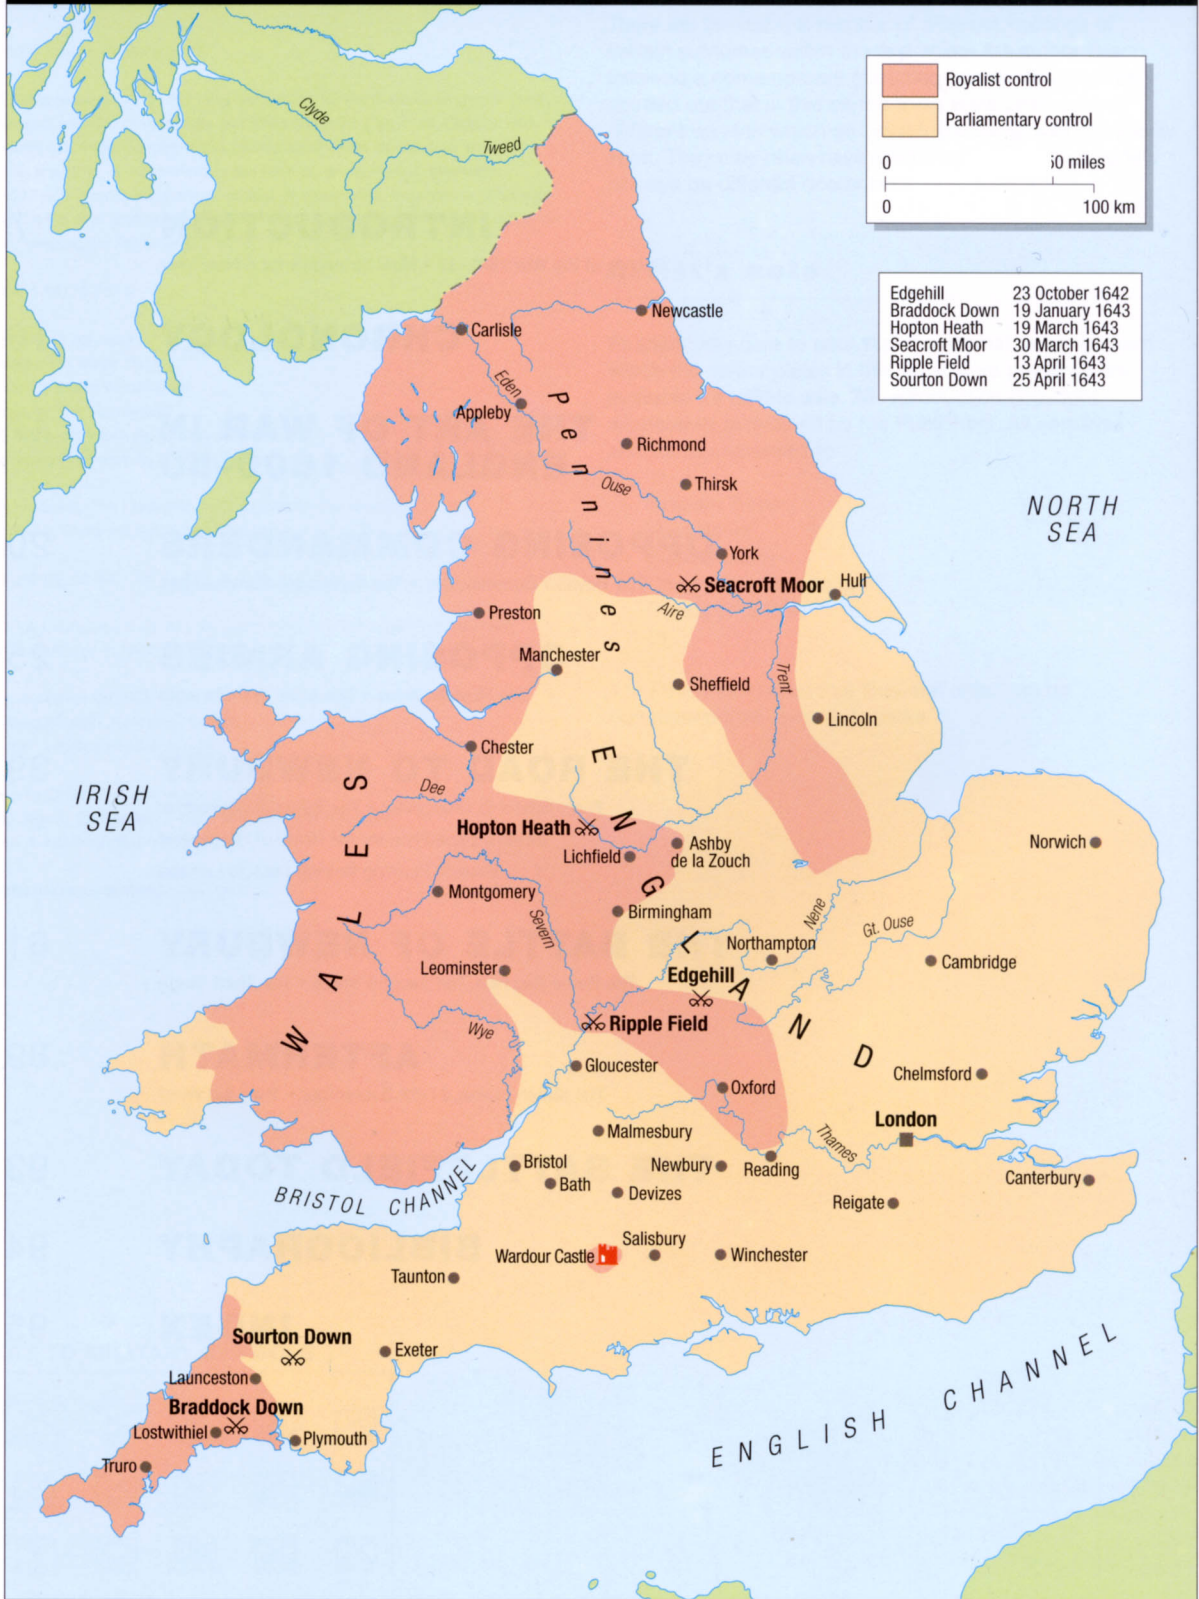 Royalist control
Parliamentary control
0 50 miles
0 100 km
Edgehill 23 October 1642
Braddock Down 19 January 1643
Hopton Heath 19 March 1643
Seacroft Moor 30 March 1643
Ripple Field 13 April 1643
Sourton Down 25 April 1643
Clyde
Tweed
Newcastle
Carlisle
Eden
Appleby
Pennines
Richmond
Thirsk
Ouse
NORTH
SEA
York
Seacroft Moor
Hull
Aire
Preston
Manchester
Sheffield
Trent
Lincoln
Chester
Dee
IRISH
SEA
WALES
ENGLAND
Hopton Heath
Lichfield
Ashby
de la Zouch
Norwich
Montgomery
Severn
Birmingham
Nene
Gt. Ouse
Northampton
Leominster
Edgehill
Cambridge
Wye
Ripple Field
Gloucester
Oxford
Chelmsford
London
Malmesbury
Thames
Bristol
Bath
Newbury
Reading
Devizes
Canterbury
Reigate
BRISTOL CHANNEL
Wardour Castle
Salisbury
Winchester
Taunton
Sourton Down
Exeter
Launceston
Braddock Down
Lostwithiel
Plymouth
Truro
ENGLISH CHANNEL